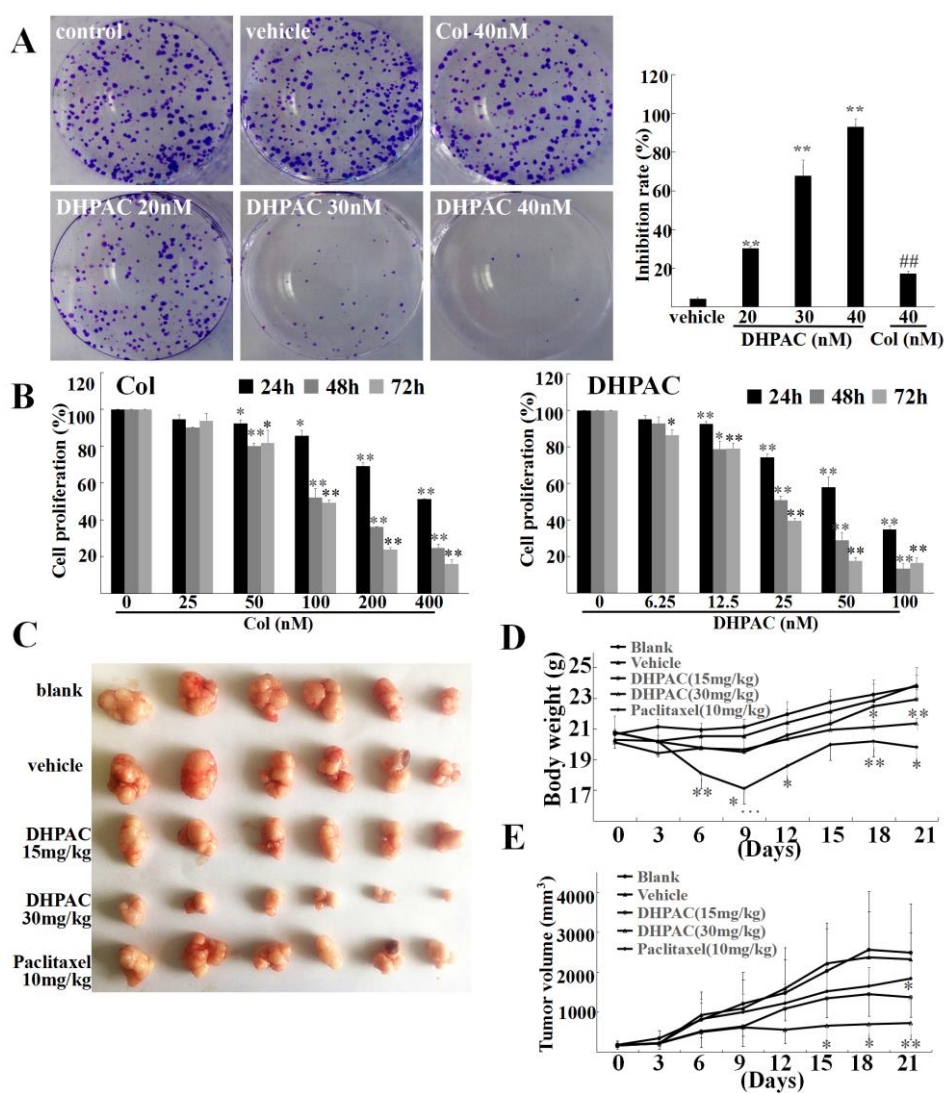 A
control
vehicle
Col 40nM
DHPAC 20nM
DHPAC 30nM
DHPAC 40nM
Inhibition rate (%)
120
100
80
60
40
20
**
**
**
##
vehicle
20
30
40
40
DHPAC (nM)
Col (nM)
B
Col
24h
48h
72h
Cell proliferation (%)
120
100
80
60
40
20
*
**
*
*
**
**
**
**
**
**
**
**
0
25
50
100
200
400
Col (nM)
DHPAC
24h
48h
72h
Cell proliferation (%)
120
100
80
60
40
20
*
**
*
**
**
**
**
**
**
**
**
**
**
0
6.25
12.5
25
50
100
DHPAC (nM)
C
blank
vehicle
DHPAC
15mg/kg
DHPAC
30mg/kg
Paclitaxel
10mg/kg
D
Blank
Vehicle
DHPAC(15mg/kg)
DHPAC(30mg/kg)
Paclitaxel(10mg/kg)
Body weight (g)
25
23
21
19
17
**
*
...
*
*
**
**
*
0
3
6
9
12
15
18
21
(Days)
E
Blank
Vehicle
DHPAC(15mg/kg)
DHPAC(30mg/kg)
Paclitaxel(10mg/kg)
Tumor volume (mm³)
4000
3000
2000
1000
*
*
*
**
0
3
6
9
12
15
18
21
(Days)